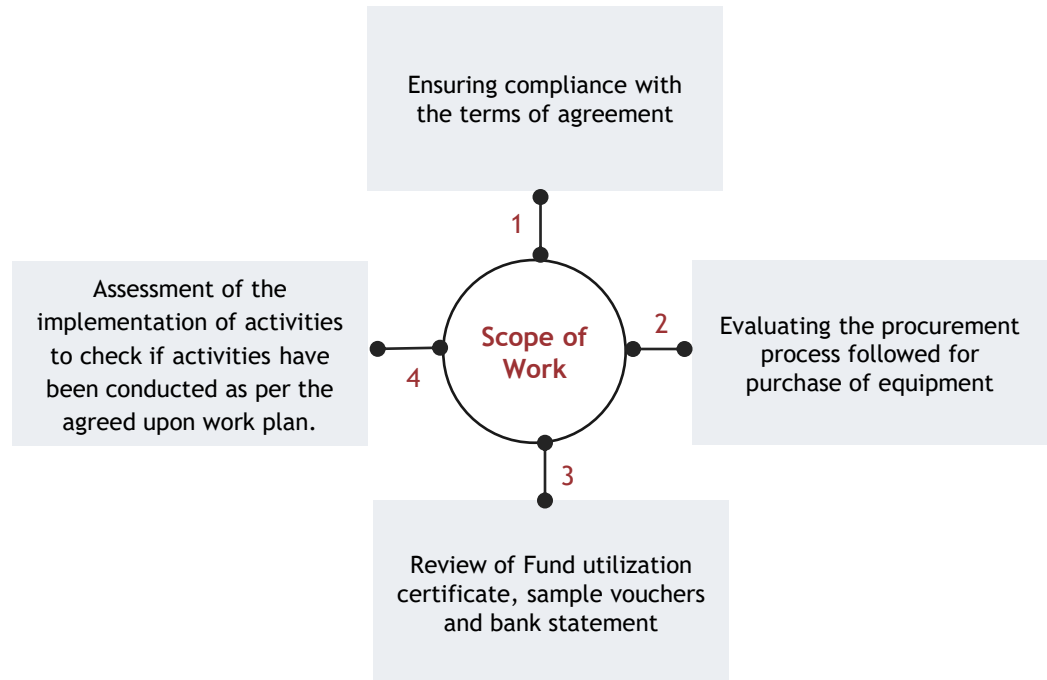 Ensuring compliance with
the terms of agreement
1
Scope of
Work
2
Evaluating the procurement
process followed for
purchase of equipment
3
Review of Fund utilization
certificate, sample vouchers
and bank statement
4
Assessment of the
implementation of activities
to check if activities have
been conducted as per the
agreed upon work plan.